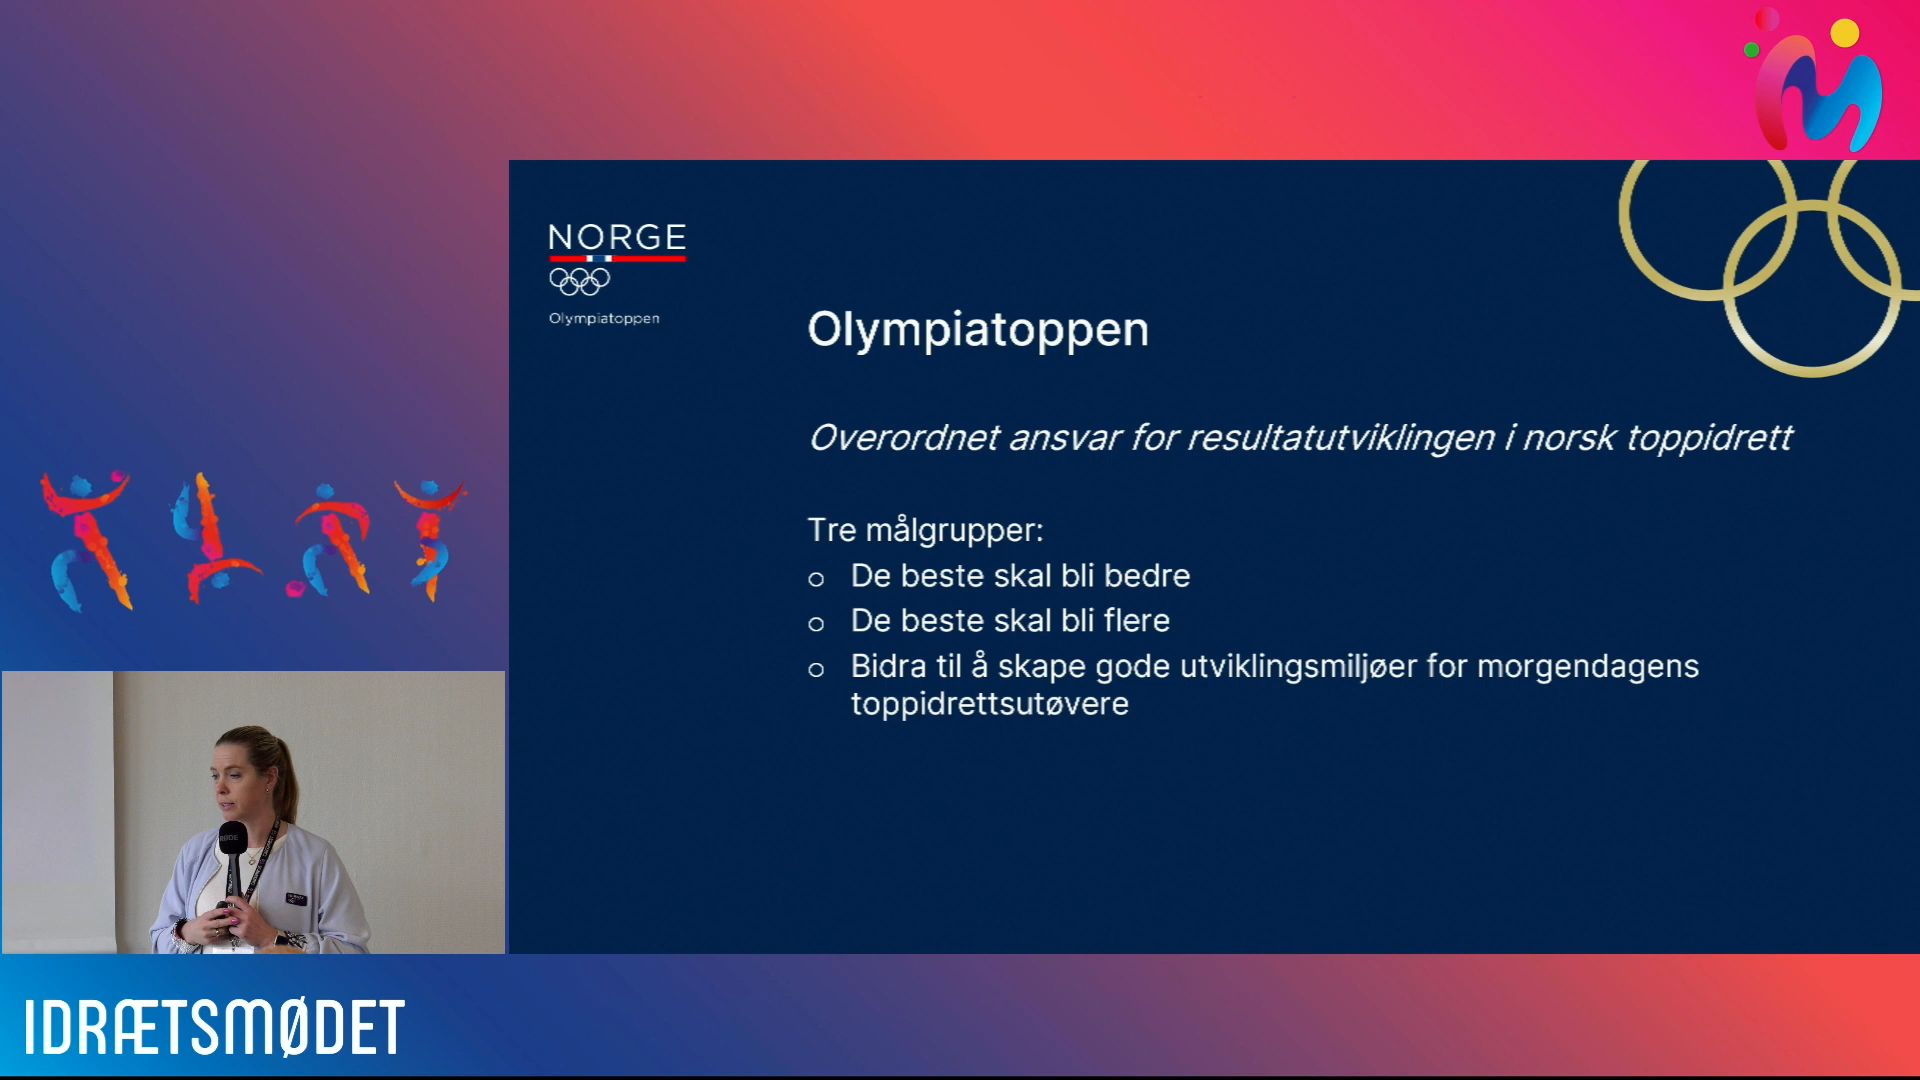 NORGE
Olympiatoppen
Olympiatoppen
Overordnet ansvar for resultatutviklingen i norsk toppidrett
Tre målgrupper:
o De beste skal bli bedre
o De beste skal bli flere
o Bidra til å skape gode utviklingsmiljøer for morgendagens
toppidrettsutøvere
RØDE
IDRÆTSMØDET